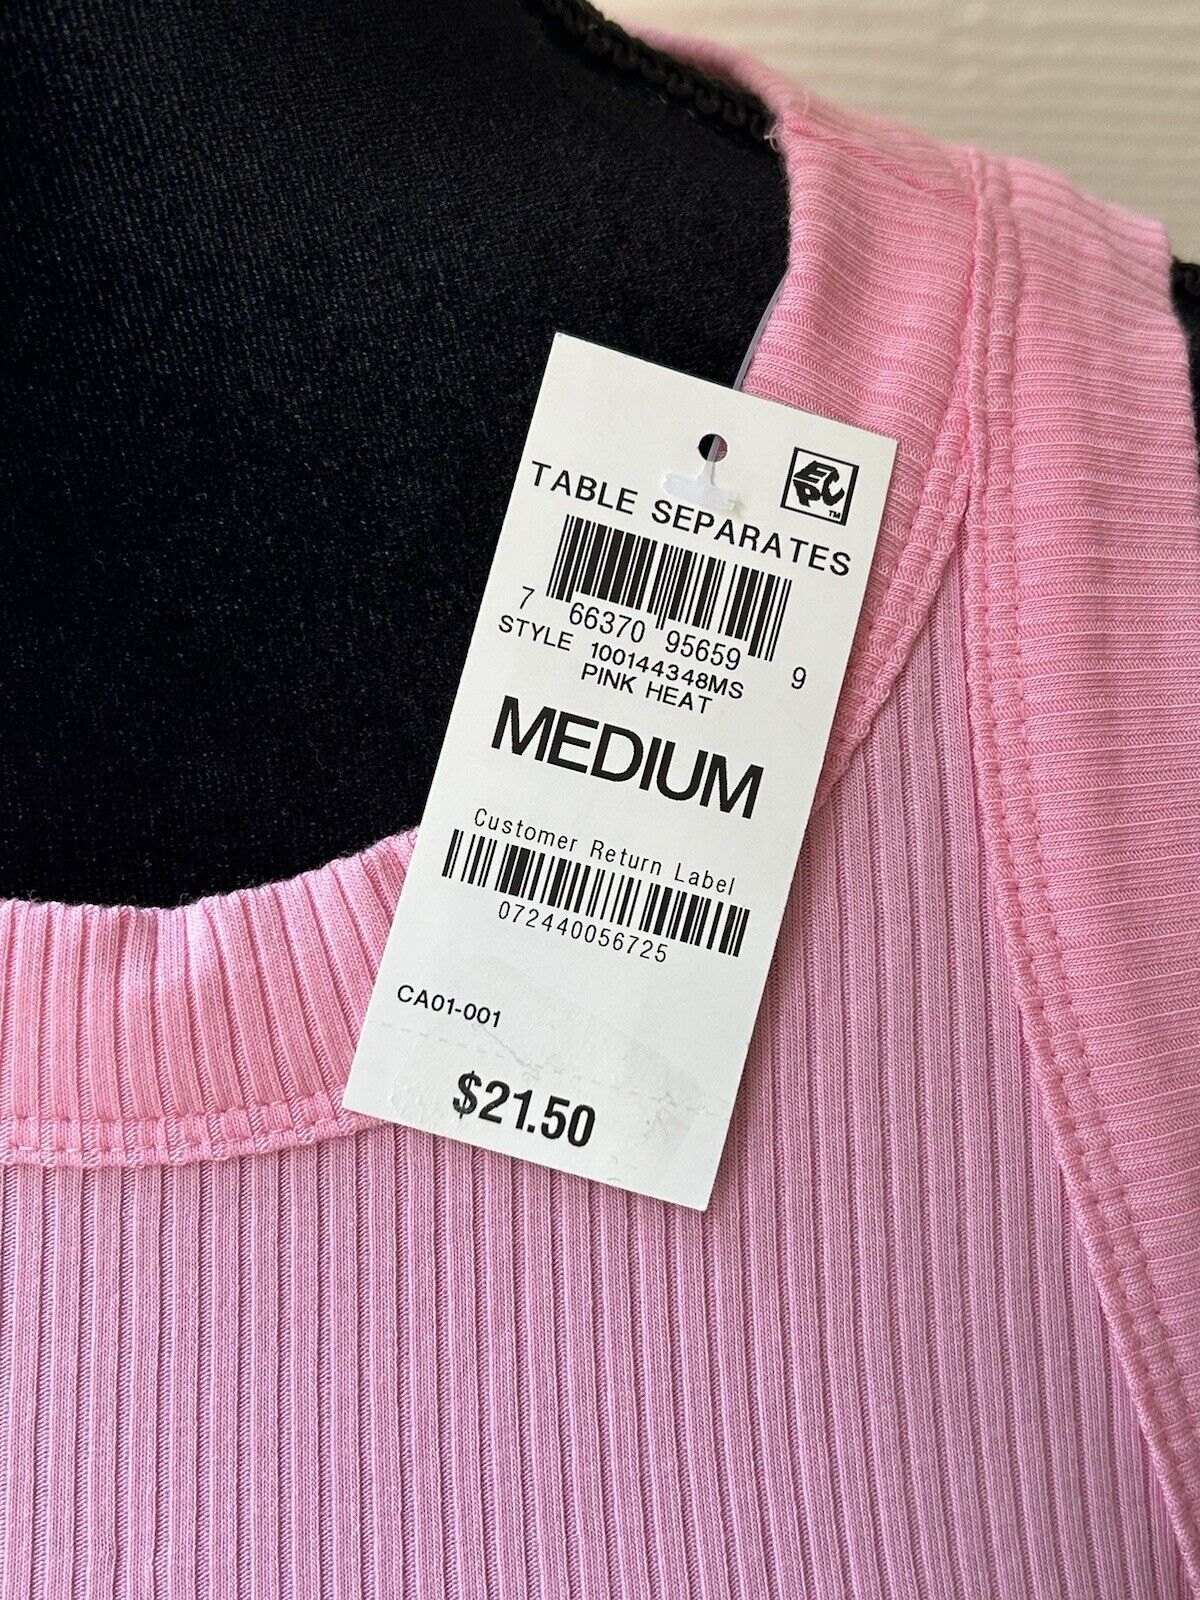 EPC™
TABLE SEPARATES
7 66370 95659 9
STYLE 100144348MS
PINK HEAT
MEDIUM
Customer Return Label
072440056725
CA01-001
$21.50